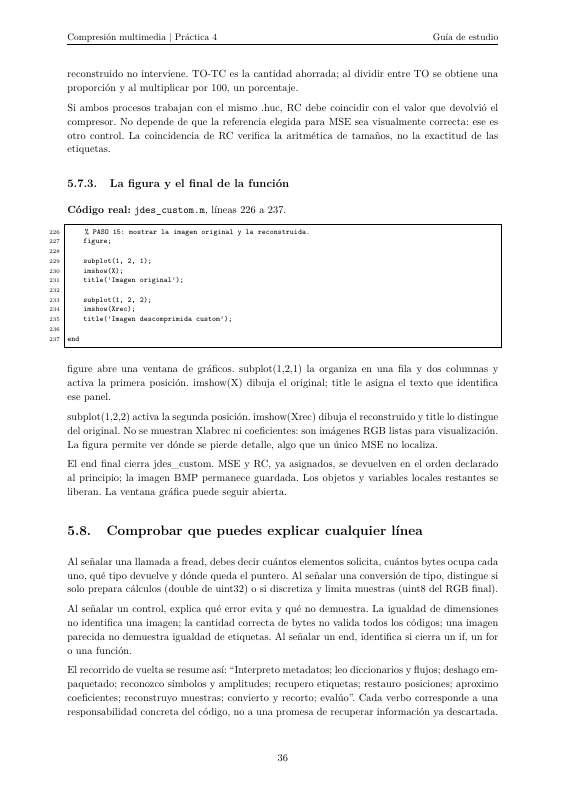 Compresión multimedia | Práctica 4 Guía de estudio
reconstruido no interviene. TO-TC es la cantidad ahorrada; al dividir entre TO se obtiene una
proporción y al multiplicar por 100, un porcentaje.
Si ambos procesos trabajan con el mismo .huc, RC debe coincidir con el valor que devolvió el
compresor. No depende de que la referencia elegida para MSE sea visualmente correcta: ese es
otro control. La coincidencia de RC verifica la aritmética de tamaños, no la exactitud de las
etiquetas.
5.7.3. La figura y el final de la función
Código real: jdes_custom.m, líneas 226 a 237.
226 % PASO 15: mostrar la imagen original y la reconstruida.
227 figure;
228
229 subplot(1, 2, 1);
230 imshow(X);
231 title('Imagen original');
232
233 subplot(1, 2, 2);
234 imshow(Xrec);
235 title('Imagen descomprimida custom');
236
237 end
figure abre una ventana de gráficos. subplot(1,2,1) la organiza en una fila y dos columnas y
activa la primera posición. imshow(X) dibuja el original; title le asigna el texto que identifica
ese panel.
subplot(1,2,2) activa la segunda posición. imshow(Xrec) dibuja el reconstruido y title lo distingue
del original. No se muestran Xlabrec ni coeficientes: son imágenes RGB listas para visualización.
La figura permite ver dónde se pierde detalle, algo que un único MSE no localiza.
El end final cierra jdes_custom. MSE y RC, ya asignados, se devuelven en el orden declarado
al principio; la imagen BMP permanece guardada. Los objetos y variables locales restantes se
liberan. La ventana gráfica puede seguir abierta.
5.8. Comprobar que puedes explicar cualquier línea
Al señalar una llamada a fread, debes decir cuántos elementos solicita, cuántos bytes ocupa cada
uno, qué tipo devuelve y dónde queda el puntero. Al señalar una conversión de tipo, distingue si
solo prepara cálculos (double de uint32) o si discretiza y limita muestras (uint8 del RGB final).
Al señalar un control, explica qué error evita y qué no demuestra. La igualdad de dimensiones
no identifica una imagen; la cantidad correcta de bytes no valida todos los códigos; una imagen
parecida no demuestra igualdad de etiquetas. Al señalar un end, identifica si cierra un if, un for
o una función.
El recorrido de vuelta se resume así: “Interpreto metadatos; leo diccionarios y flujos; deshago em-
paquetado; reconozco símbolos y amplitudes; recupero etiquetas; restauro posiciones; aproximo
coeficientes; reconstruyo muestras; convierto y recorto; evalúo”. Cada verbo corresponde a una
responsabilidad concreta del código, no a una promesa de recuperar información ya descartada.
36